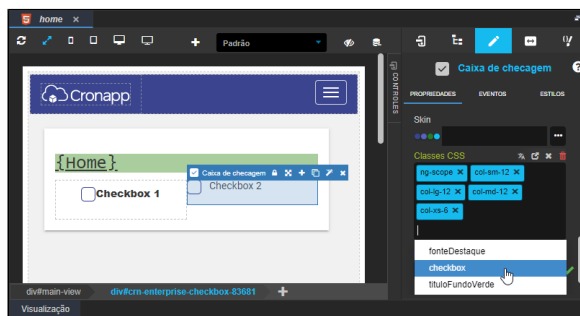 home ×
Padrão
CONTROLES
Caixa de checagem
PROPRIEDADES EVENTOS ESTILOS
Skin
Classes CSS
ng-scope × col-sm-12 ×
col-lg-12 × col-md-12 ×
col-xs-6 ×
fonteDestaque
checkbox
tituloFundoVerde
Cronapp
{Home}
Caixa de checagem
Checkbox 1
Checkbox 2
div#main-view div#crn-enterprise-checkbox-83681
Visualização